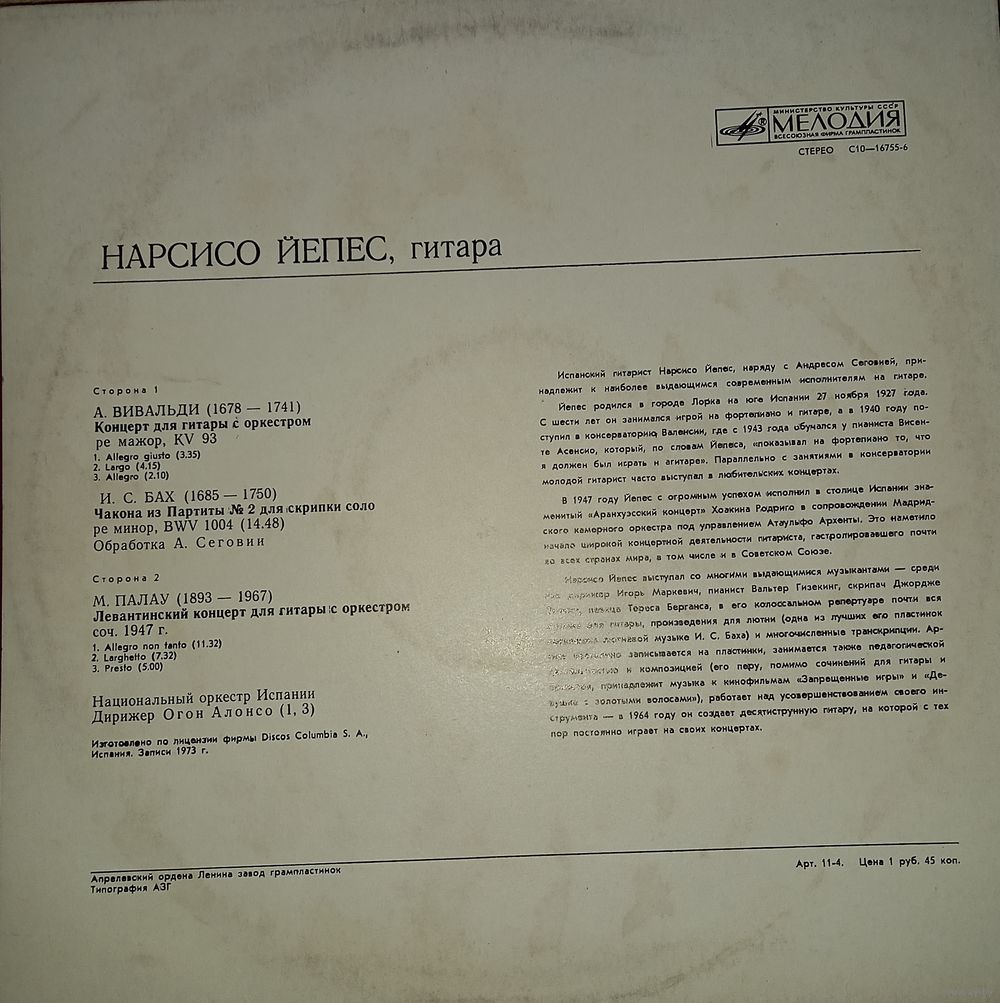 МИНИСТЕРСТВО КУЛЬТУРЫ СССР
МЕЛОДИЯ
ВСЕСОЮЗНАЯ ФИРМА ГРАМПЛАСТИНОК
СТЕРЕО С10—16755-6
НАРСИСО ЙЕПЕС, гитара
Сторона 1
А. ВИВАЛЬДИ (1678 — 1741)
Концерт для гитары с оркестром
ре мажор, KV 93
1. Allegro giusto (3.35)
2. Largo (4.15)
3. Allegro (2.10)
И. С. БАХ (1685 — 1750)
Чакона из Партиты № 2 для скрипки соло
ре минор, BWV 1004 (14.48)
Обработка А. Сеговии
Сторона 2
М. ПАЛАУ (1893 — 1967)
Левантинский концерт для гитары с оркестром
соч. 1947 г.
1. Allegro non tanto (11.32)
2. Larghetto (7.32)
3. Presto (5.00)
Национальный оркестр Испании
Дирижер Огон Алонсо (1, 3)
Изготовлено по лицензии фирмы Discos Columbia S. A.,
Испания. Записи 1973 г.
Испанский гитарист Нарсисо Йепес, наряду с Андресом Сеговией, при-
надлежит к наиболее выдающимся современным исполнителям на гитаре.
Йепес родился в городе Лорка на юге Испании 27 ноября 1927 года.
С шести лет он занимался игрой на фортепиано и гитаре, а в 1940 году по-
ступил в консерваторию Валенсии, где с 1943 года обучался у пианиста Висен-
те Асенсио, который, по словам Йепеса, «показывал на фортепиано то, что
я должен был играть н агитаре». Параллельно с занятиями в консерватории
молодой гитарист часто выступал в любительских концертах.
В 1947 году Йепес с огромным успехом исполнил в столице Испании зна-
менитый «Аранхуэсский концерт» Хоакина Родриго в сопровождении Мадрид-
ского камерного оркестра под управлением Атаульфо Архенты. Это наметило
начало широкой концертной деятельности гитариста, гастролировавшего почти
во всех странах мира, в том числе и в Советском Союзе.
Нарсисо Йепес выступал со многими выдающимися музыкантами — среди
них дирижер Игорь Маркевич, пианист Вальтер Гизекинг, скрипач Джордже
певица Тереса Берганса, в его колоссальном репертуаре почти вся
для гитары, произведения для лютни (одна из лучших его пластинок
лютневой музыке И. С. Баха) и многочисленные транскрипции. Ар-
записывается на пластинки, занимается также педагогической
и композицией (его перу, помимо сочинений для гитары и
принадлежит музыка к кинофильмам «Запрещенные игры» и «Де-
вушка с золотыми волосами»), работает над усовершенствованием своего ин-
струмента — в 1964 году он создает десятиструнную гитару, на которой с тех
пор постоянно играет на своих концертах.
Апрелевский ордена Ленина завод грампластинок
Типография АЗГ
Арт. 11-4. Цена 1 руб. 45 коп.